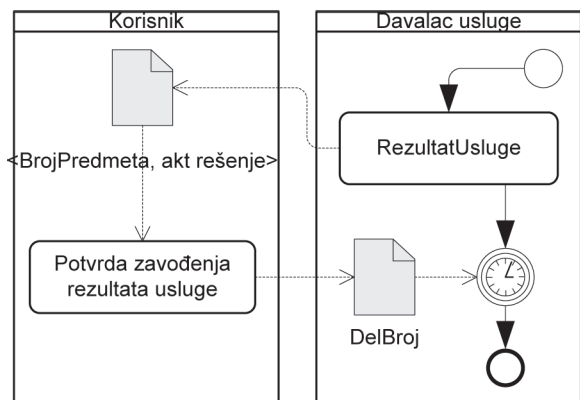 Korisnik
Davalac usluge
RezultatUsluge
<BrojPredmeta, akt rešenje>
Potvrda zavođenja
rezultata usluge
DelBroj